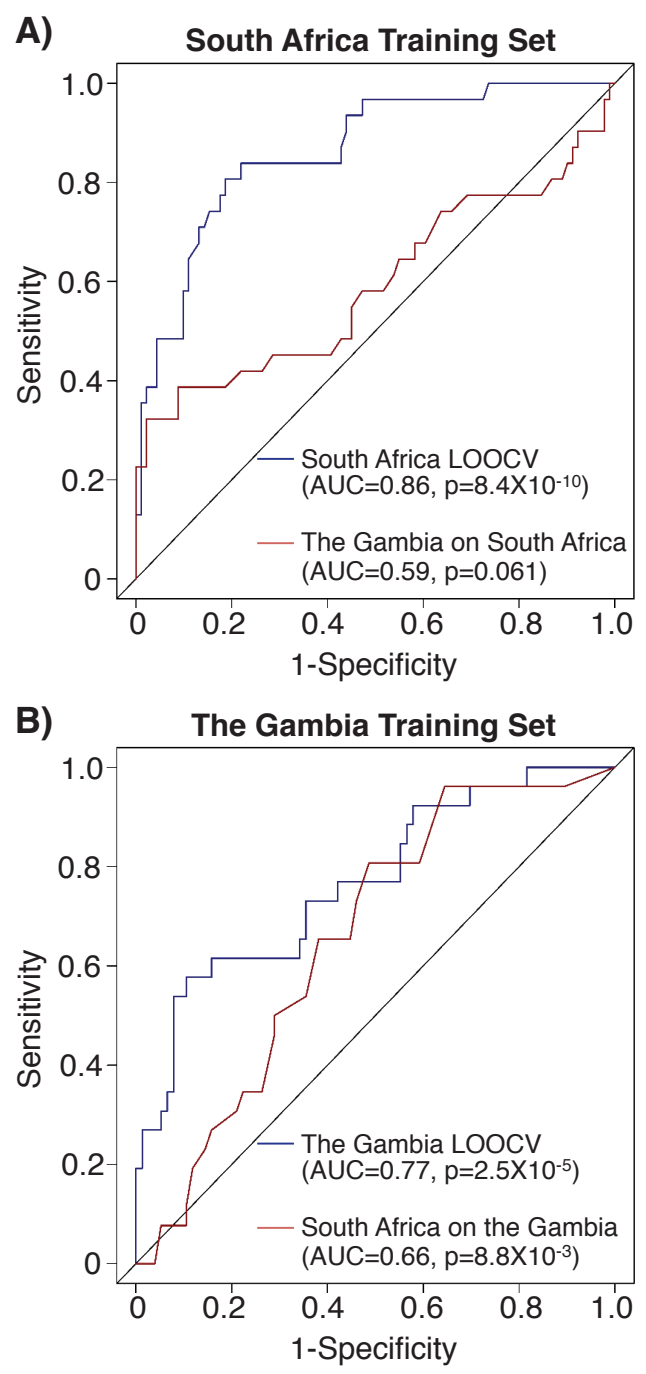 A)
South Africa Training Set
1.0
0.8
0.6
0.4
0.2
0
Sensitivity
South Africa LOOCV
(AUC=0.86, p=8.4X10⁻¹⁰)
The Gambia on South Africa
(AUC=0.59, p=0.061)
0 0.2 0.4 0.6 0.8 1.0
1-Specificity
B)
The Gambia Training Set
1.0
0.8
0.6
0.4
0.2
0
Sensitivity
The Gambia LOOCV
(AUC=0.77, p=2.5X10⁻⁵)
South Africa on the Gambia
(AUC=0.66, p=8.8X10⁻³)
0 0.2 0.4 0.6 0.8 1.0
1-Specificity